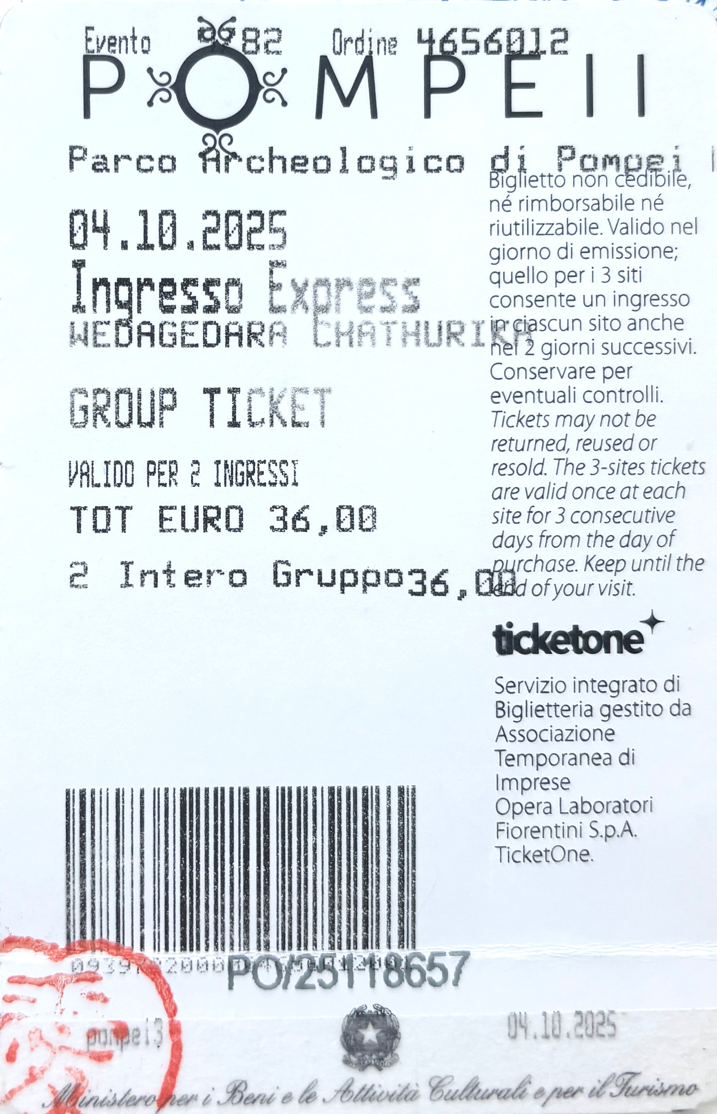 Evento 82 Ordine 4656012
POMPEII
Parco Archeologico di Pompei
04.10.2025
Ingresso Express
WEDAGEDARA CHATHURIKA
GROUP TICKET
VALIDO PER 2 INGRESSI
TOT EURO 36,00
2 Intero Gruppo 36,00
Biglietto non cedibile,
né rimborsabile né
riutilizzabile. Valido nel
giorno di emissione;
quello per i 3 siti
consente un ingresso
in ciascun sito anche
nei 2 giorni successivi.
Conservare per
eventuali controlli.
Tickets may not be
returned, reused or
resold. The 3-sites tickets
are valid once at each
site for 3 consecutive
days from the day of
purchase. Keep until the
end of your visit.
ticketone
Servizio integrato di
Biglietteria gestito da
Associazione
Temporanea di
Imprese
Opera Laboratori
Fiorentini S.p.A.
TicketOne.
PO/25118657
pompei3
04.10.2025
Ministero per i Beni e le Attività Culturali e per il Turismo